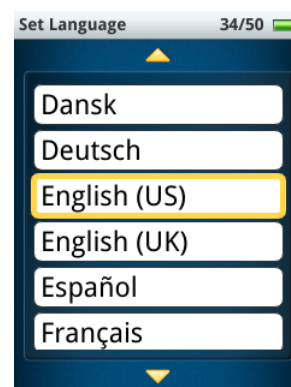 Set Language 34/50
Dansk
Deutsch
English (US)
English (UK)
Español
Français